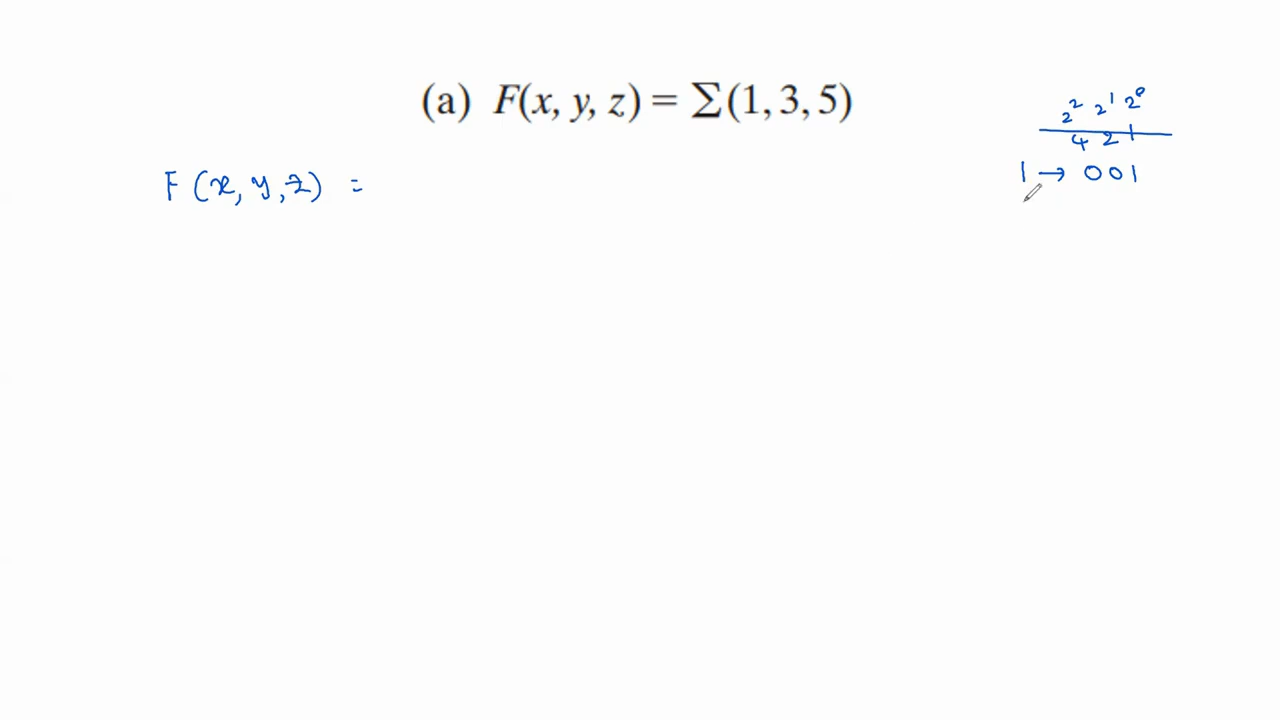 (a) F(x, y, z) = Σ(1, 3, 5)
2² 2¹ 2⁰
4 2 1
F (x, y, z) =
1 → 0 0 1